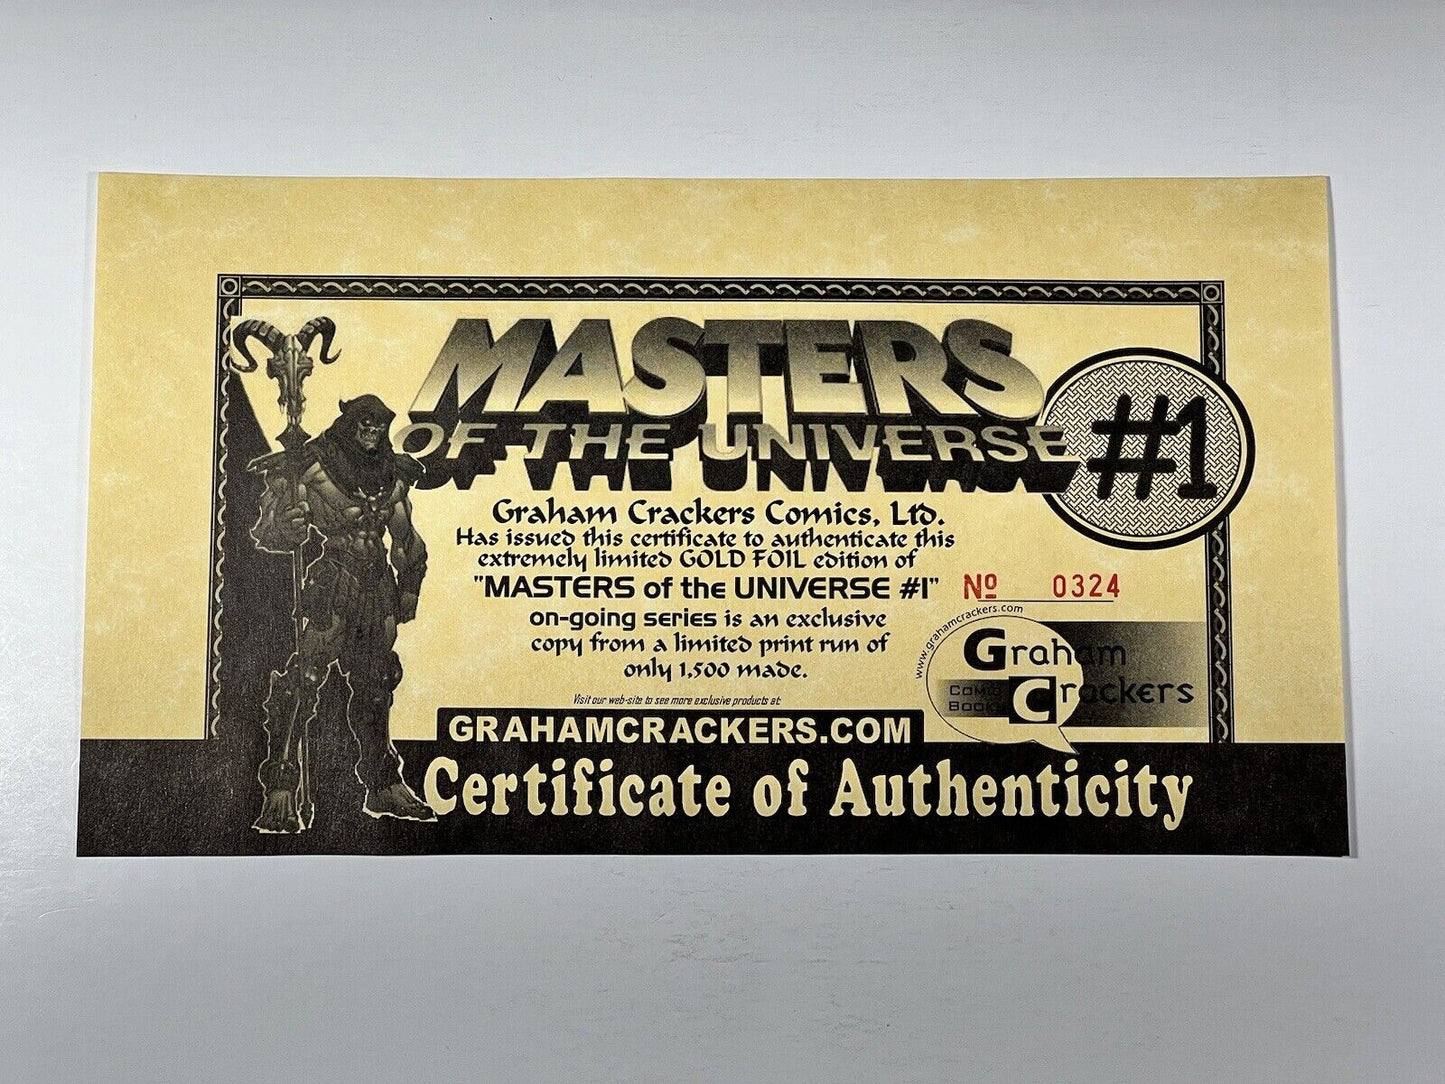 MASTERS
OF THE UNIVERSE
#1
Graham Crackers Comics, Ltd.
Has issued this certificate to authenticate this
extremely limited GOLD FOIL edition of
"MASTERS of the UNIVERSE #1"
Nº 0324
on-going series is an exclusive
copy from a limited print run of
only 1,500 made.
www.grahamcrackers.com
Graham
Crackers
Comic
Books
Visit our web-site to see more exclusive products at:
GRAHAMCRACKERS.COM
Certificate of Authenticity